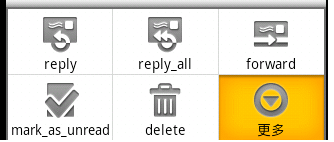 reply
reply_all
forward
mark_as_unread
delete
更多